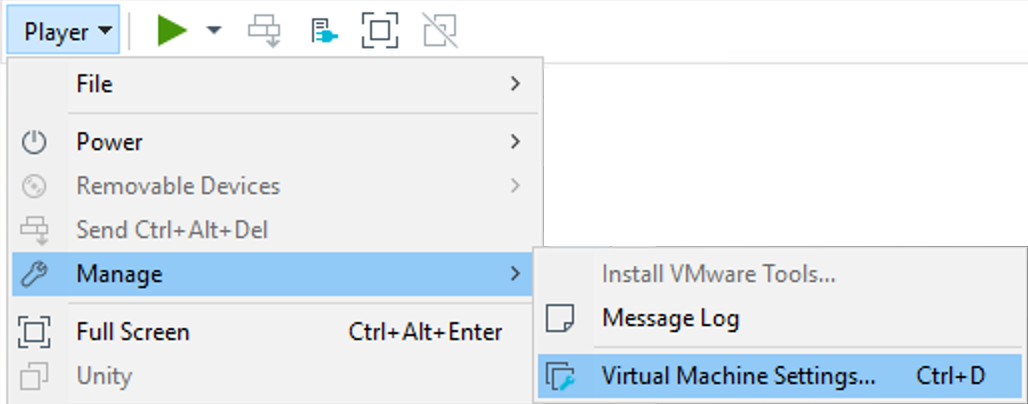 Player
File
Power
Removable Devices
Send Ctrl+Alt+Del
Manage
Install VMware Tools...
Message Log
Full Screen Ctrl+Alt+Enter
Unity
Virtual Machine Settings... Ctrl+D